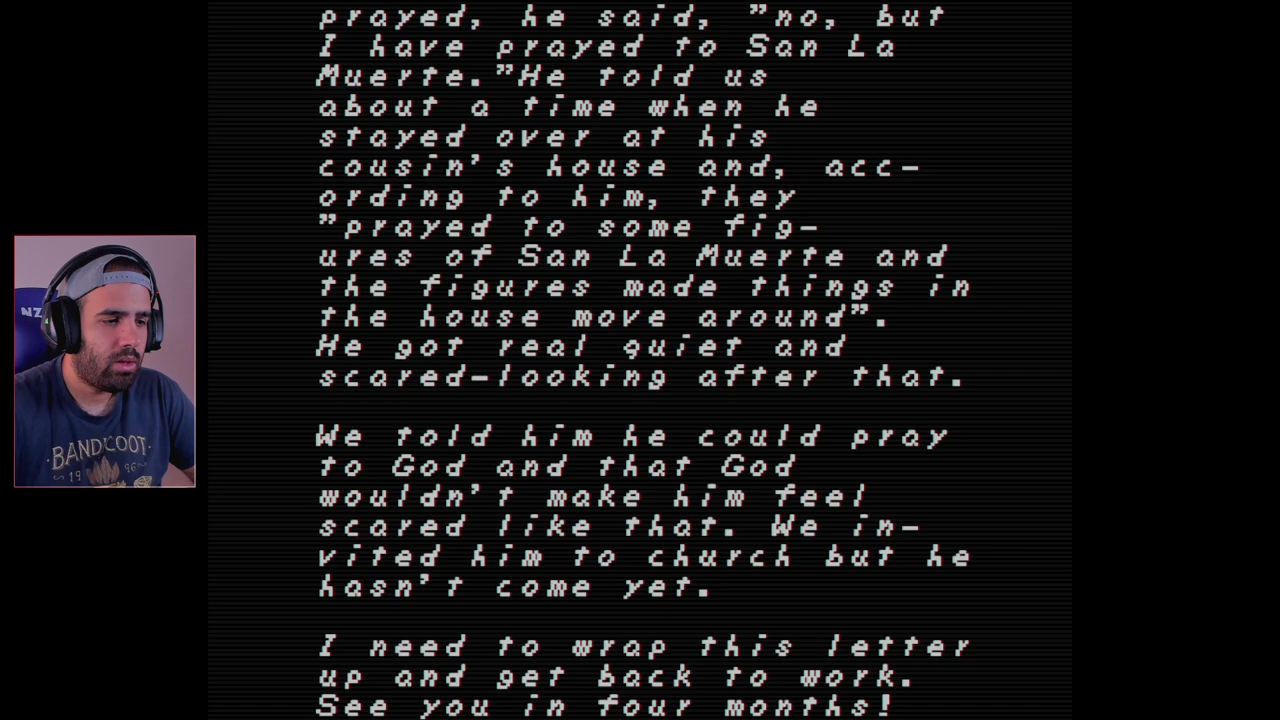 prayed, he said, "no, but
I have prayed to San La
Muerte."He told us
about a time when he
stayed over at his
cousin's house and, acc-
ording to him, they
"prayed to some fig-
ures of San La Muerte and
the figures made things in
the house move around".
He got real quiet and
scared-looking after that.
We told him he could pray
to God and that God
wouldn't make him feel
scared like that. We in-
vited him to church but he
hasn't come yet.
I need to wrap this letter
up and get back to work.
See you in four months!
NZ
BANDICOOT
19 96